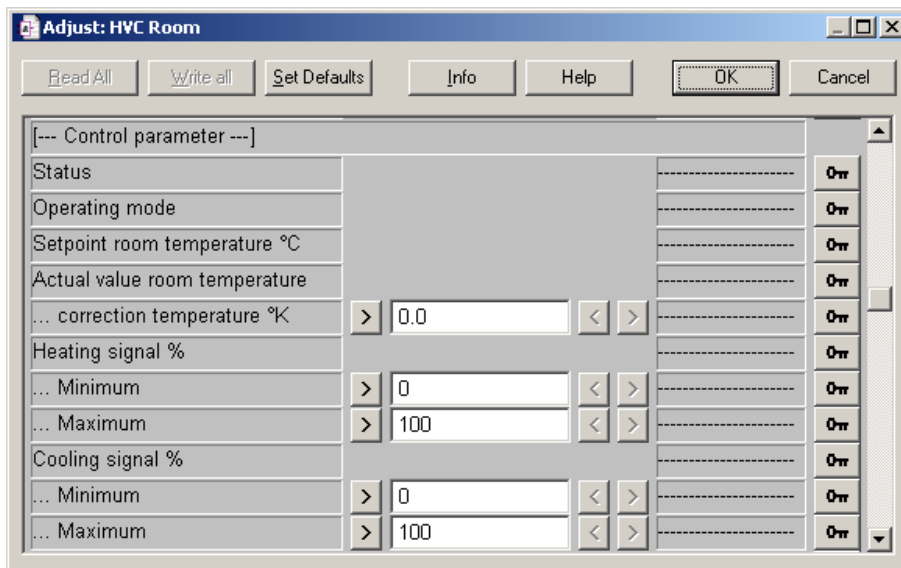 Adjust: HVC Room
Read All Write all Set Defaults Info Help OK Cancel
[--- Control parameter ---]
Status ----------------------
Operating mode ----------------------
Setpoint room temperature °C ----------------------
Actual value room temperature ----------------------
... correction temperature °K > 0.0 < > ----------------------
Heating signal % ----------------------
... Minimum > 0 < > ----------------------
... Maximum > 100 < > ----------------------
Cooling signal % ----------------------
... Minimum > 0 < > ----------------------
... Maximum > 100 < > ----------------------